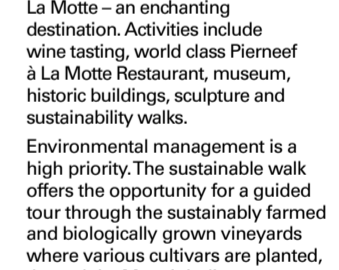 La Motte – an enchanting
destination. Activities include
wine tasting, world class Pierneef
à La Motte Restaurant, museum,
historic buildings, sculpture and
sustainability walks.
Environmental management is a
high priority. The sustainable walk
offers the opportunity for a guided
tour through the sustainably farmed
and biologically grown vineyards
where various cultivars are planted,